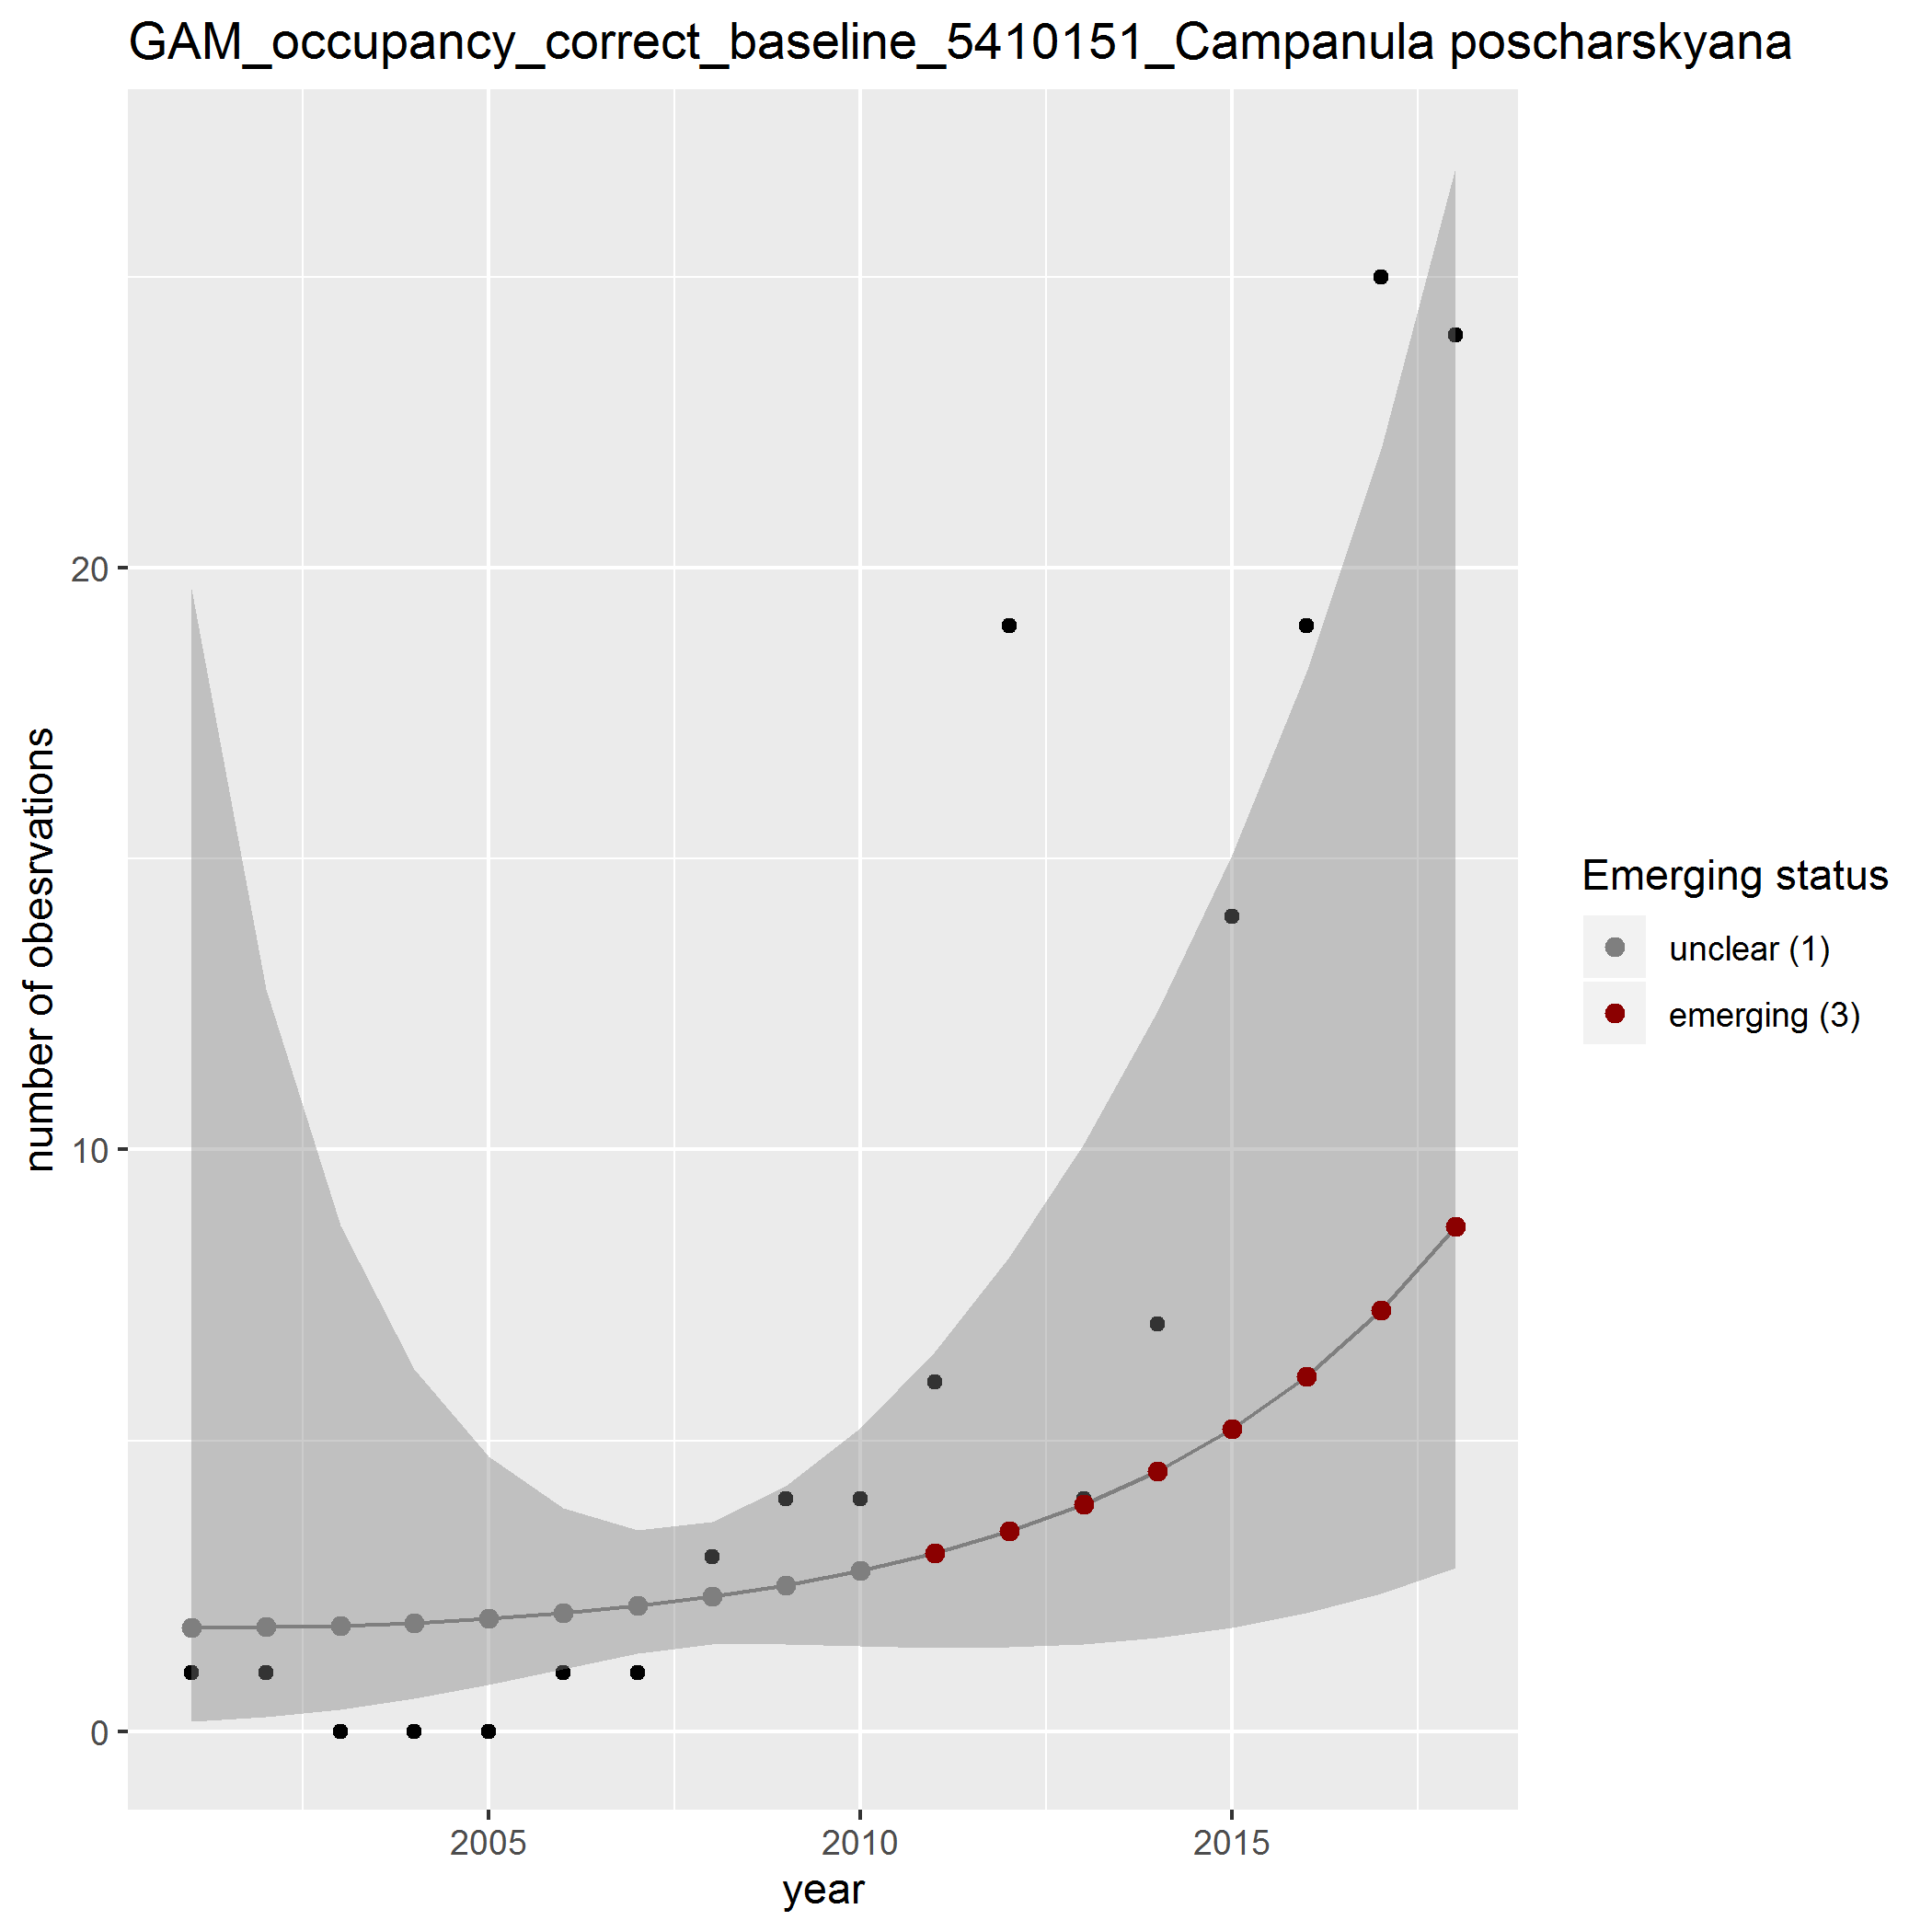 GAM_occupancy_correct_baseline_5410151_Campanula poscharskyana
number of obesrvations
20
10
0
2005
2010
2015
year
Emerging status
unclear (1)
emerging (3)